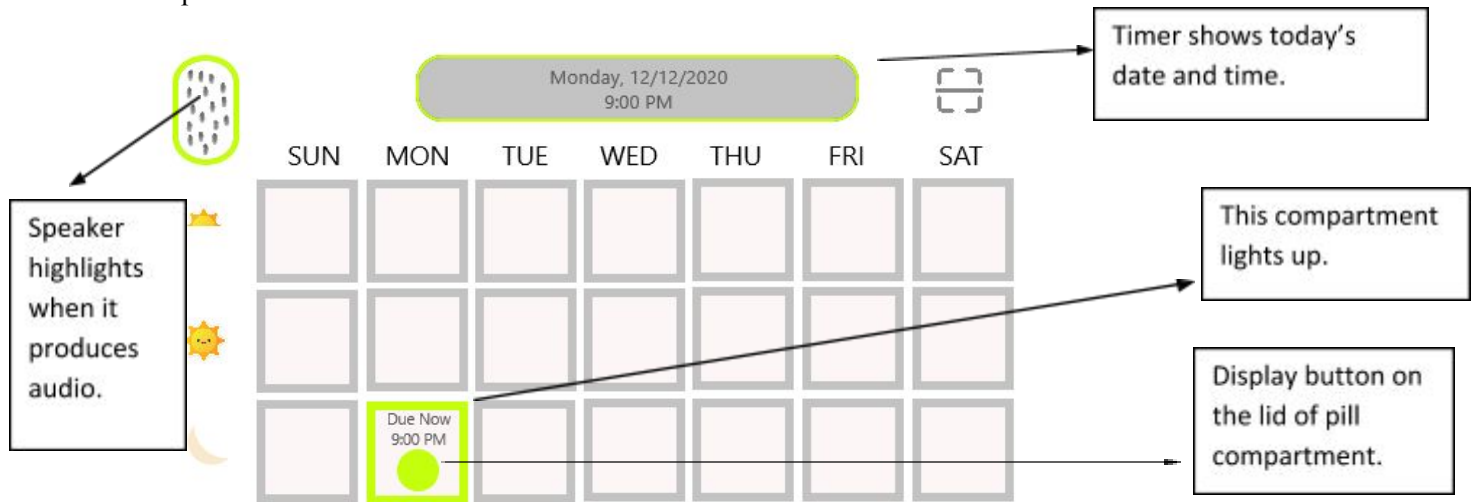 Monday, 12/12/2020
9:00 PM
Timer shows today's
date and time.
SUN MON TUE WED THU FRI SAT
Speaker
highlights
when it
produces
audio.
This compartment
lights up.
Due Now
9:00 PM
Display button on
the lid of pill
compartment.